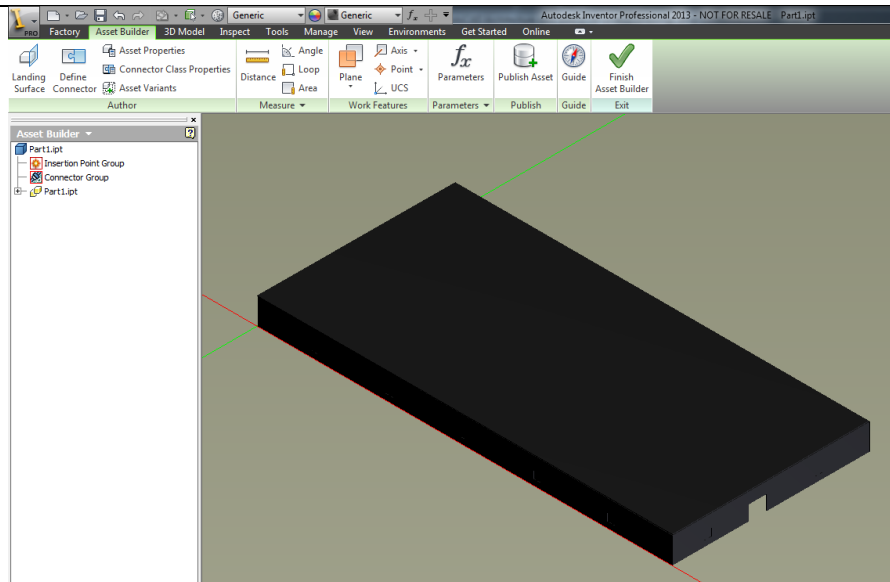 Generic Generic fx Autodesk Inventor Professional 2013 - NOT FOR RESALE Part1.ipt
PRO Factory Asset Builder 3D Model Inspect Tools Manage View Environments Get Started Online
Landing Surface
Define Connector
Asset Properties
Connector Class Properties
Asset Variants
Author
Distance
Angle
Loop
Area
Measure
Plane
Axis
Point
UCS
Work Features
fx
Parameters
Parameters
Publish Asset
Publish
Guide
Guide
Finish
Asset Builder
Exit
x
Asset Builder ?
Part1.ipt
Insertion Point Group
Connector Group
Part1.ipt